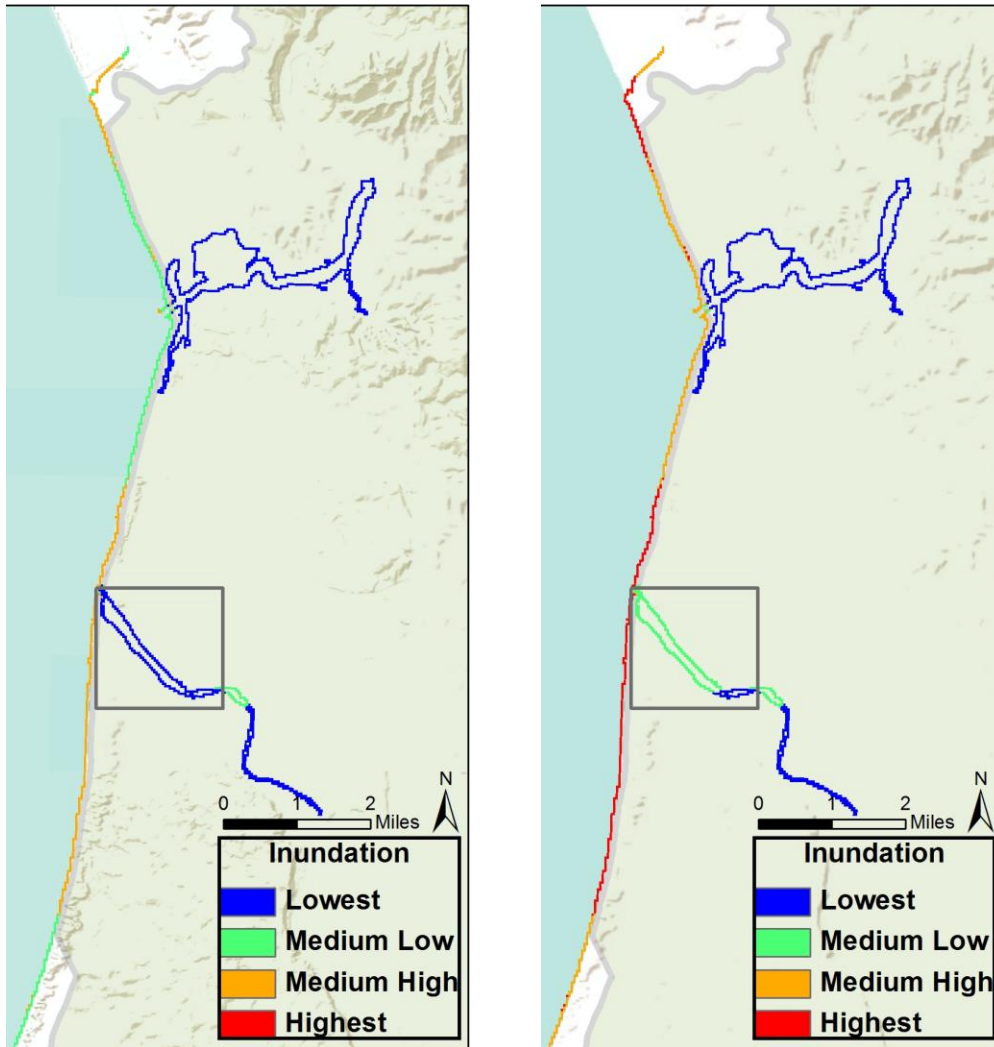 N
0 1 2
Miles
Inundation
Lowest
Medium Low
Medium High
Highest
N
0 1 2
Miles
Inundation
Lowest
Medium Low
Medium High
Highest